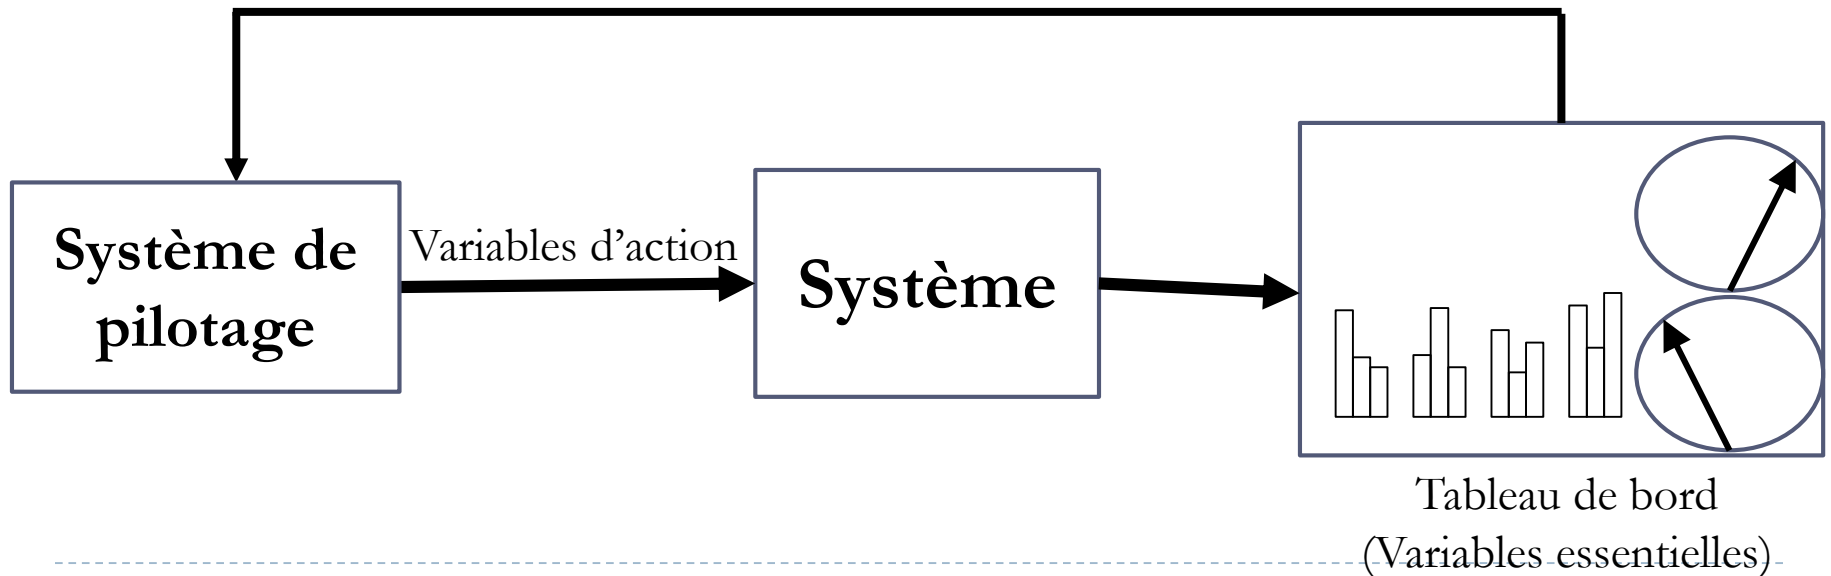 Système de
pilotage
Variables d’action
Système
Tableau de bord
(Variables essentielles)